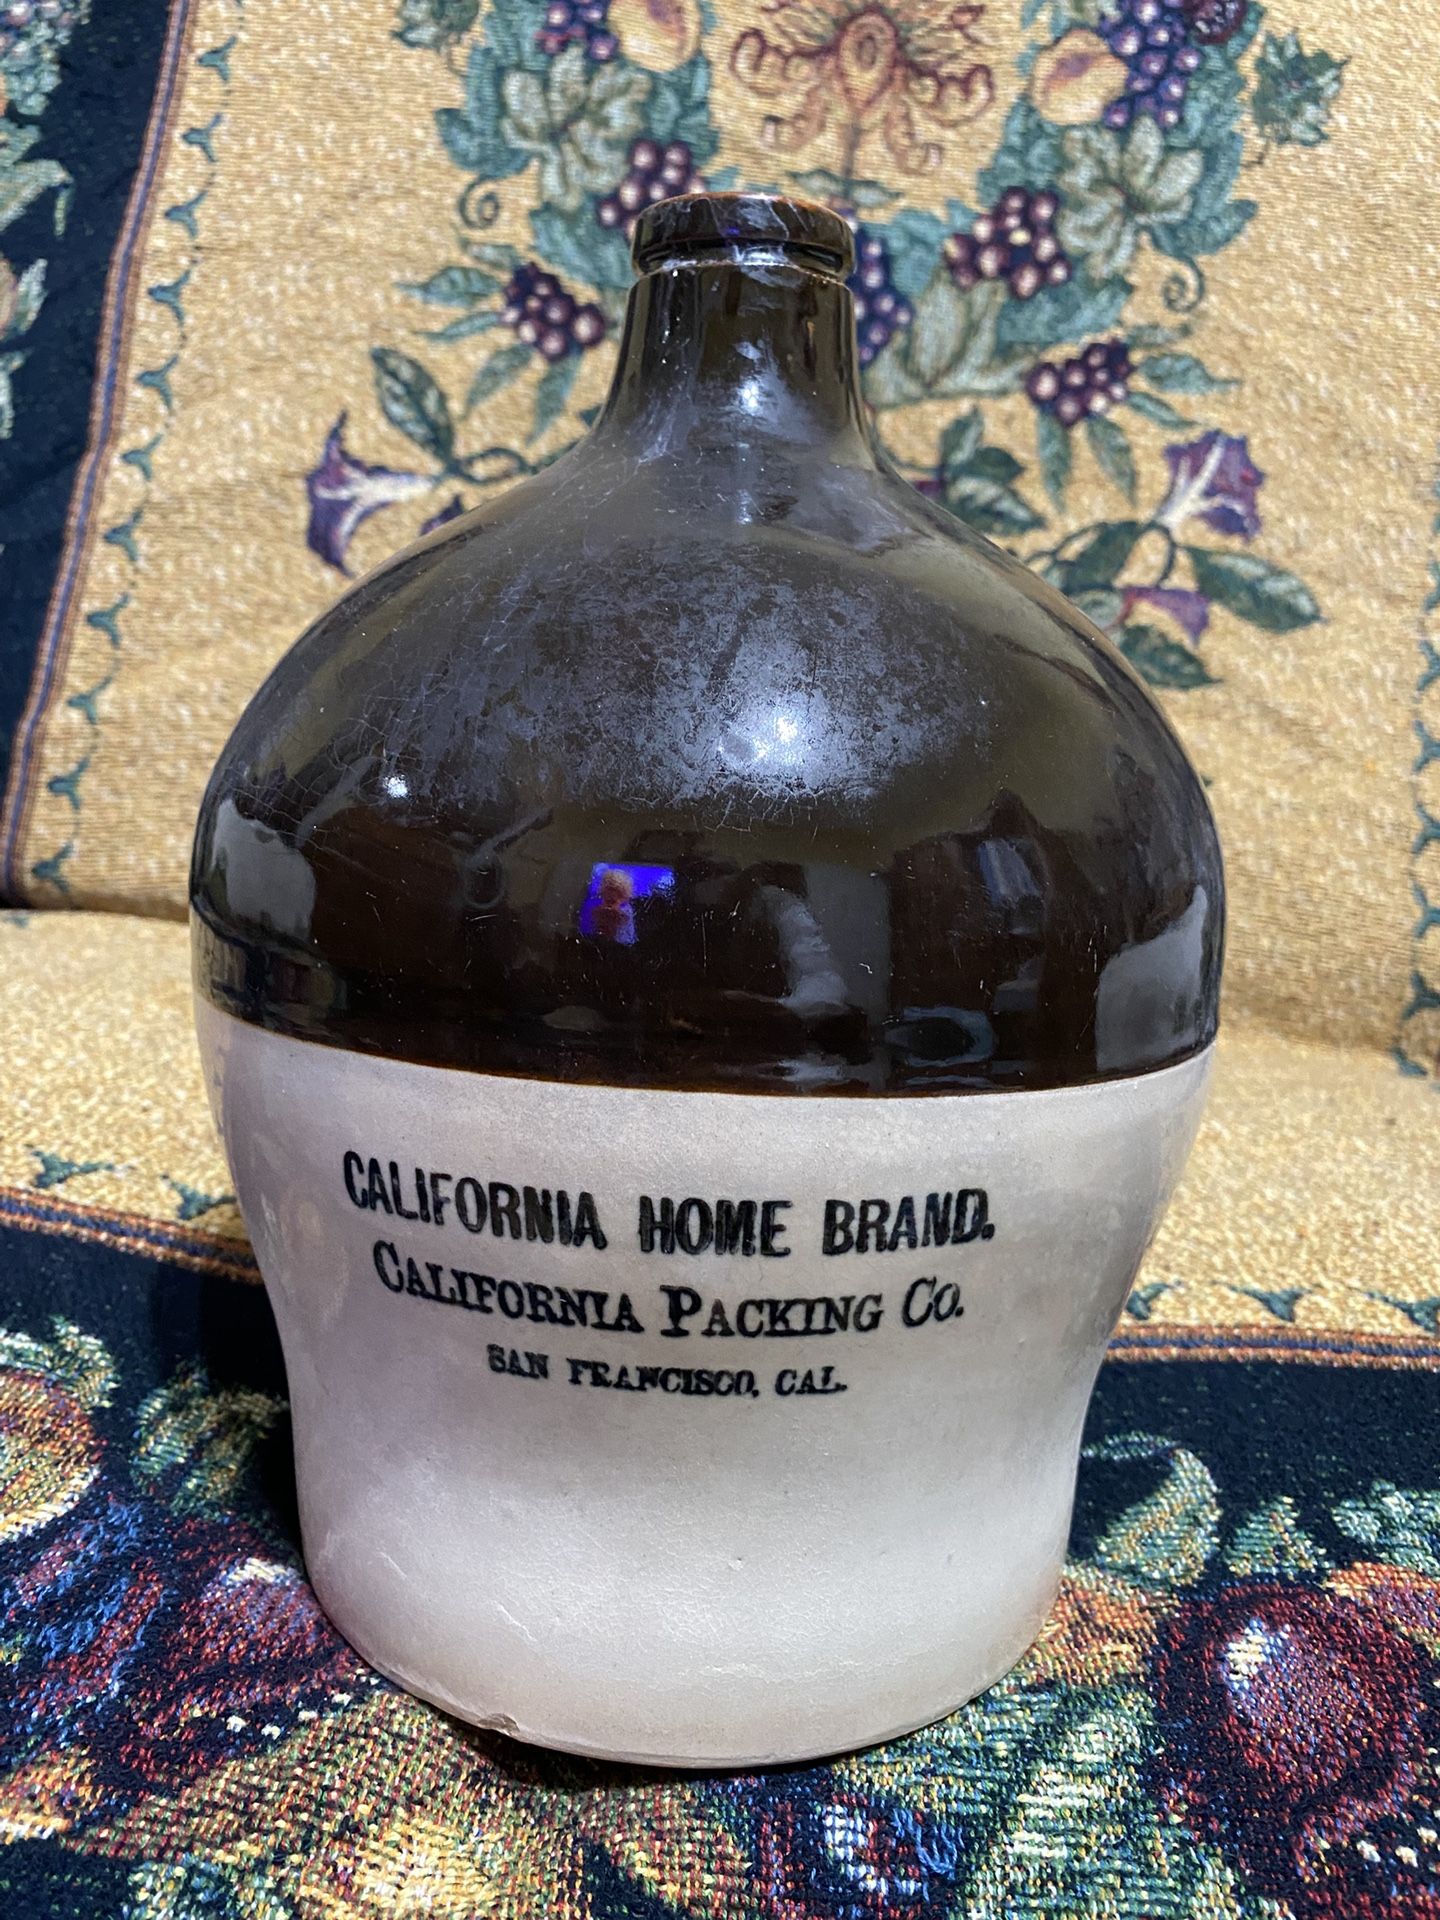 CALIFORNIA HOME BRAND.
CALIFORNIA PACKING CO.
SAN FRANCISCO, CAL.